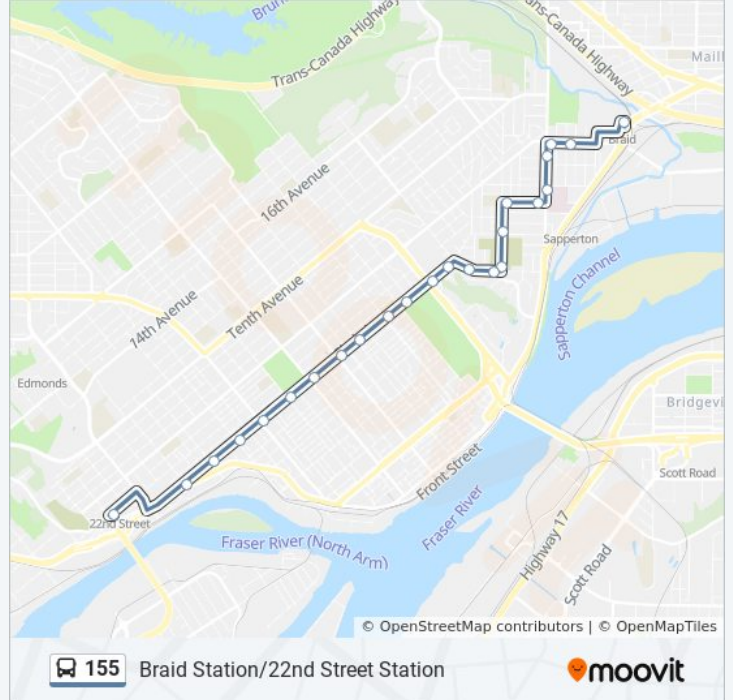 Brun
Trans-Canada Highway
Trans-Canada Highway
Maill
Braid
16th Avenue
Sapperton
Sapperton Channel
14th Avenue
Tenth Avenue
Edmonds
Bridgevi
Scott Road
Front Street
22nd Street
Fraser River (North Arm)
Fraser River
Highway 17
Scott Road
© OpenStreetMap contributors | © OpenMapTiles
155 Braid Station/22nd Street Station
moovit